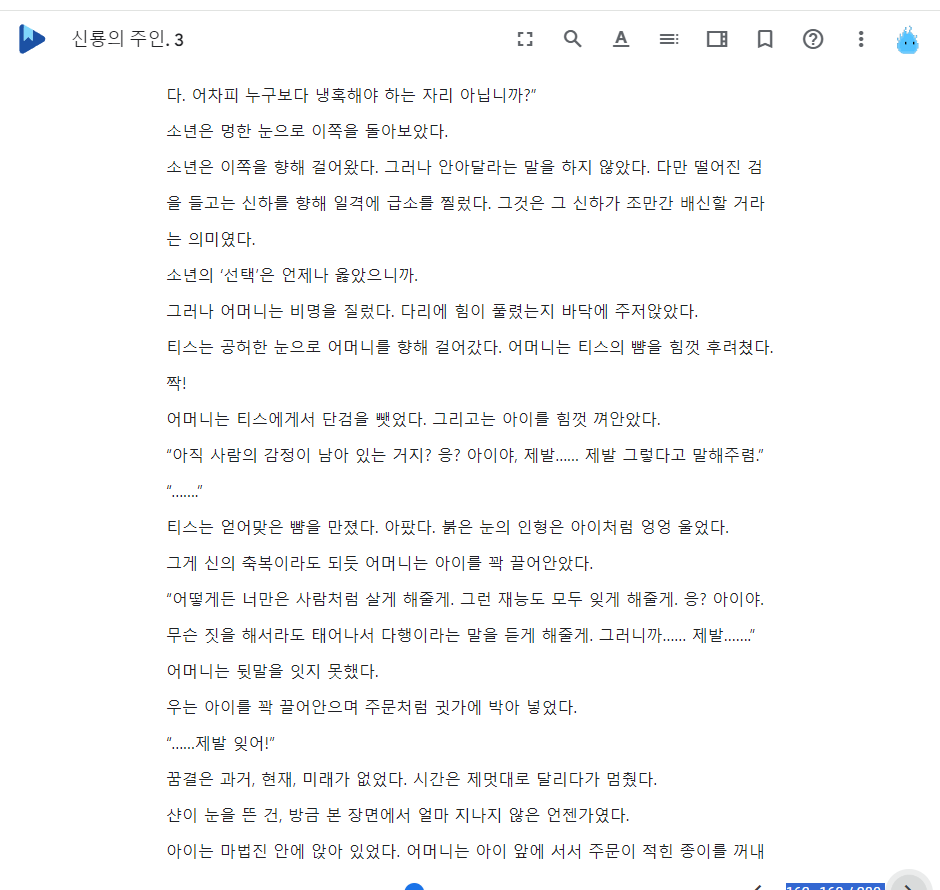 신룡의 주인. 3
다. 어차피 누구보다 냉혹해야 하는 자리 아닙니까?”
소년은 멍한 눈으로 이쪽을 돌아보았다.
소년은 이쪽을 향해 걸어왔다. 그러나 안아달라는 말을 하지 않았다. 다만 떨어진 검
을 들고는 신하를 향해 일격에 급소를 찔렀다. 그것은 그 신하가 조만간 배신할 거라
는 의미였다.
소년의 ‘선택’은 언제나 옳았으니까.
그러나 어머니는 비명을 질렀다. 다리에 힘이 풀렸는지 바닥에 주저앉았다.
티스는 공허한 눈으로 어머니를 향해 걸어갔다. 어머니는 티스의 뺨을 힘껏 후려쳤다.
짝!
어머니는 티스에게서 단검을 뺏었다. 그리고는 아이를 힘껏 껴안았다.
“아직 사람의 감정이 남아 있는 거지? 응? 아이야, 제발...... 제발 그렇다고 말해주렴.”
“.......”
티스는 얻어맞은 뺨을 만졌다. 아팠다. 붉은 눈의 인형은 아이처럼 엉엉 울었다.
그게 신의 축복이라도 되듯 어머니는 아이를 꽉 끌어안았다.
“어떻게든 너만은 사람처럼 살게 해줄게. 그런 재능도 모두 잊게 해줄게. 응? 아이야.
무슨 짓을 해서라도 태어나서 다행이라는 말을 듣게 해줄게. 그러니까...... 제발.......”
어머니는 뒷말을 잇지 못했다.
우는 아이를 꽉 끌어안으며 주문처럼 귓가에 박아 넣었다.
“......제발 잊어!”
꿈결은 과거, 현재, 미래가 없었다. 시간은 제멋대로 달리다가 멈췄다.
샨이 눈을 뜬 건, 방금 본 장면에서 얼마 지나지 않은 언젠가였다.
아이는 마법진 안에 앉아 있었다. 어머니는 아이 앞에 서서 주문이 적힌 종이를 꺼내